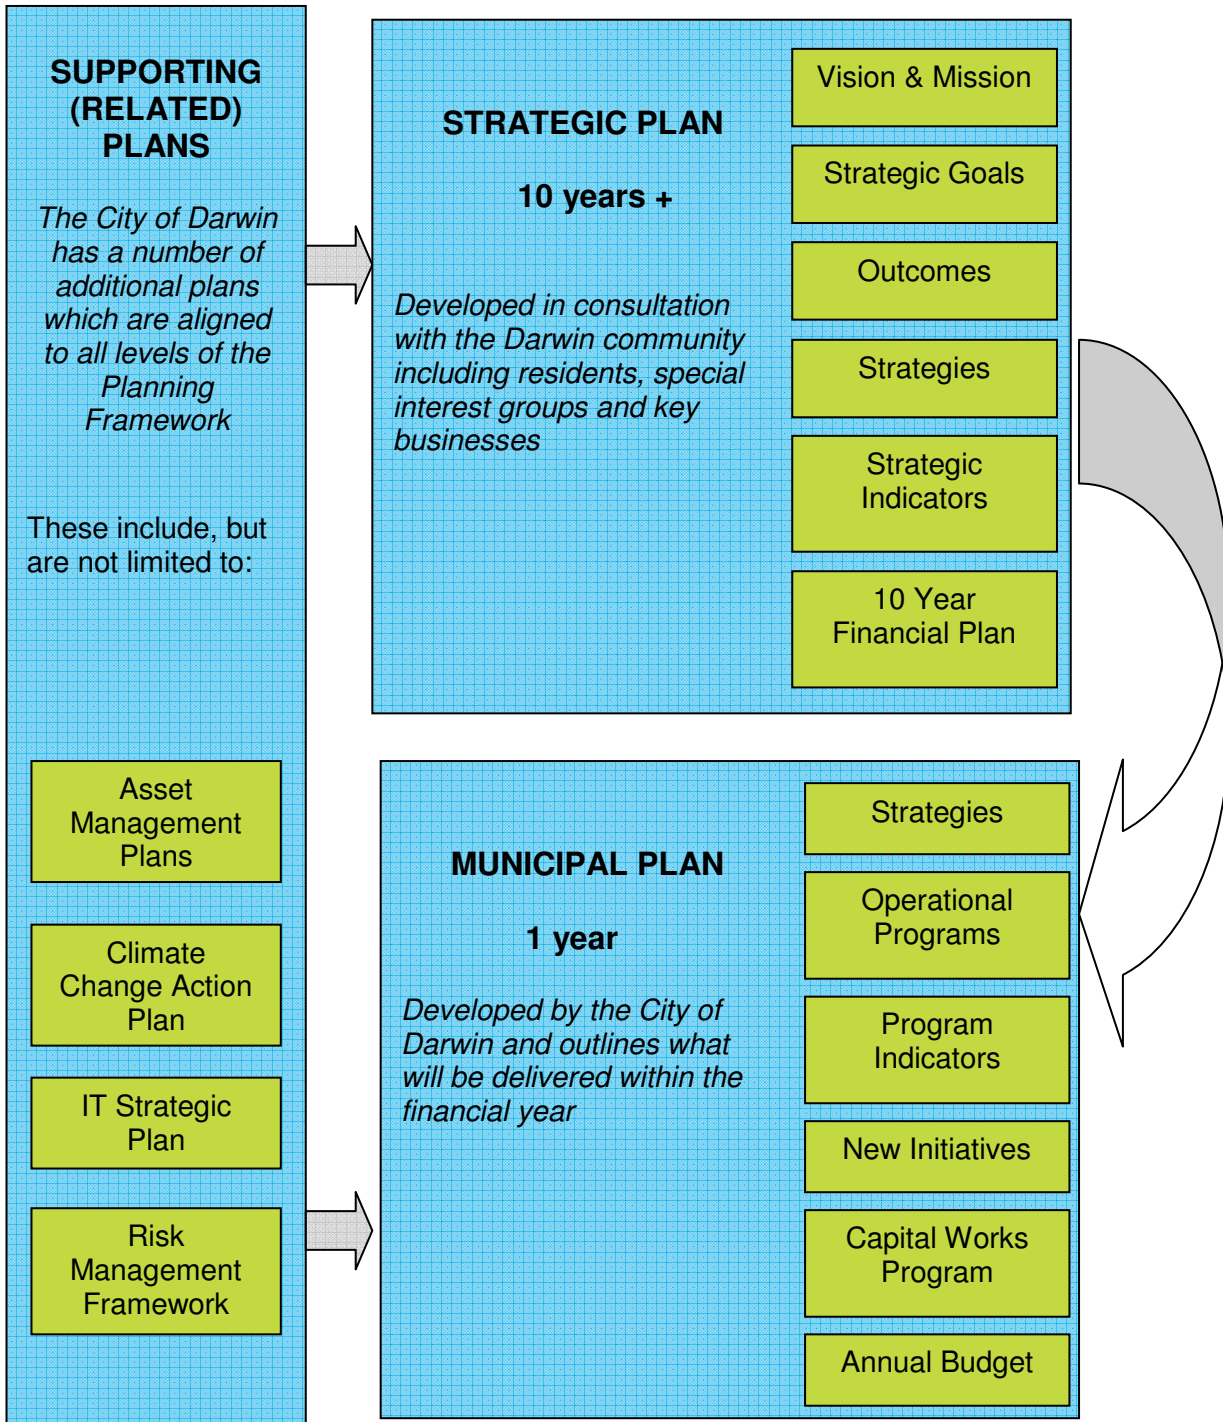 SUPPORTING
(RELATED)
PLANS
The City of Darwin
has a number of
additional plans
which are aligned
to all levels of the
Planning
Framework
These include, but
are not limited to:
Asset
Management
Plans
Climate
Change Action
Plan
IT Strategic
Plan
Risk
Management
Framework
STRATEGIC PLAN
10 years +
Developed in consultation
with the Darwin community
including residents, special
interest groups and key
businesses
Vision & Mission
Strategic Goals
Outcomes
Strategies
Strategic
Indicators
10 Year
Financial Plan
MUNICIPAL PLAN
1 year
Developed by the City of
Darwin and outlines what
will be delivered within the
financial year
Strategies
Operational
Programs
Program
Indicators
New Initiatives
Capital Works
Program
Annual Budget